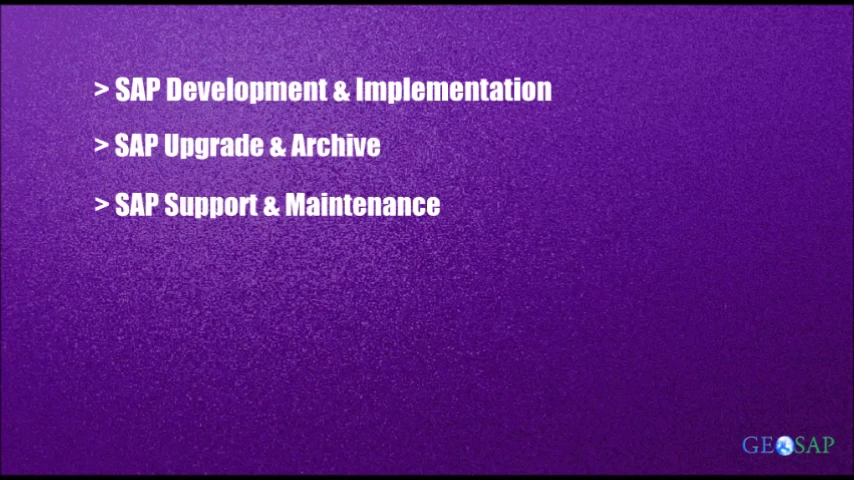 > SAP Development & Implementation
> SAP Upgrade & Archive
> SAP Support & Maintenance
GEOSAP